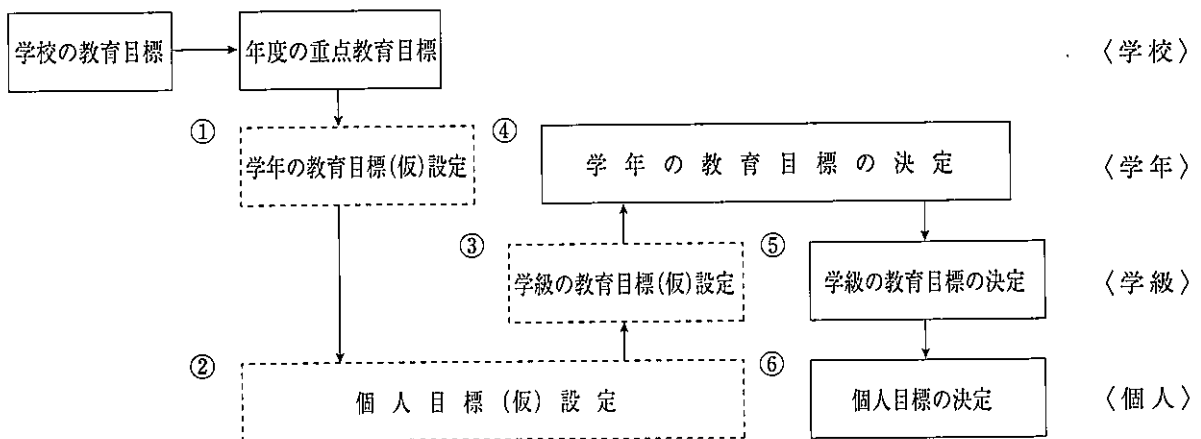 学校の教育目標
年度の重点教育目標
〈学校〉
①
④
学年の教育目標(仮)設定
学年の教育目標の決定
〈学年〉
③
⑤
学級の教育目標(仮)設定
学級の教育目標の決定
〈学級〉
②
⑥
個人目標(仮)設定
個人目標の決定
〈個人〉